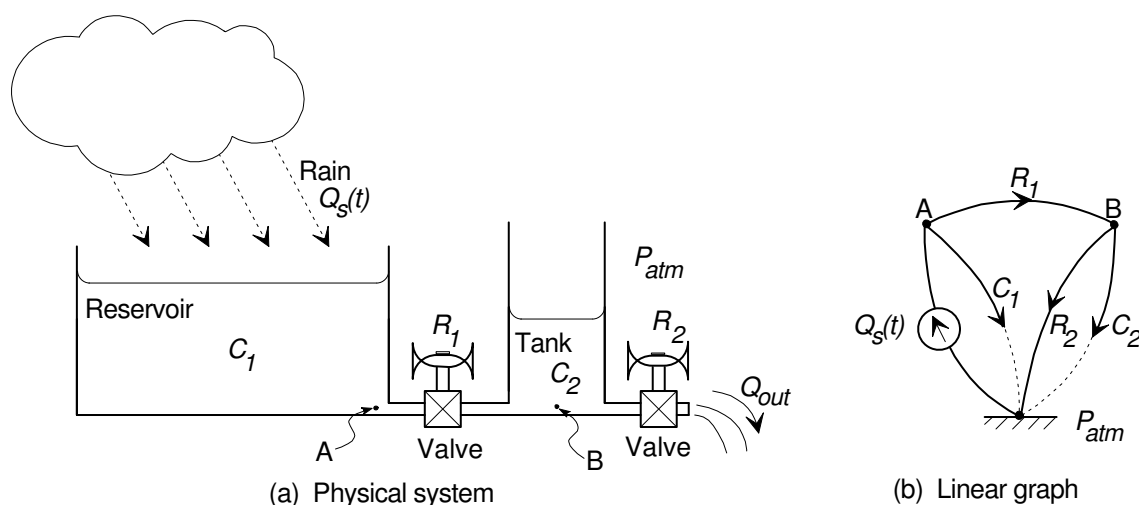 Rain
Qs(t)
Reservoir
C1
R1
Tank
C2
Patm
R2
Qout
A
Valve
B
Valve
(a) Physical system
A
R1
B
C1
R2
C2
Qs(t)
Patm
(b) Linear graph